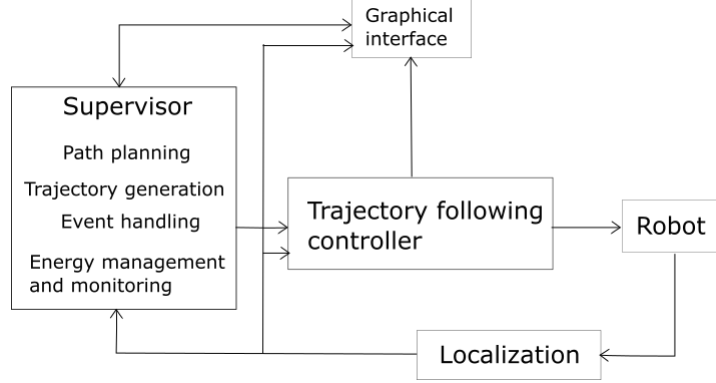 Graphical
interface
Supervisor
Path planning
Trajectory generation
Event handling
Energy management
and monitoring
Trajectory following
controller
Robot
Localization